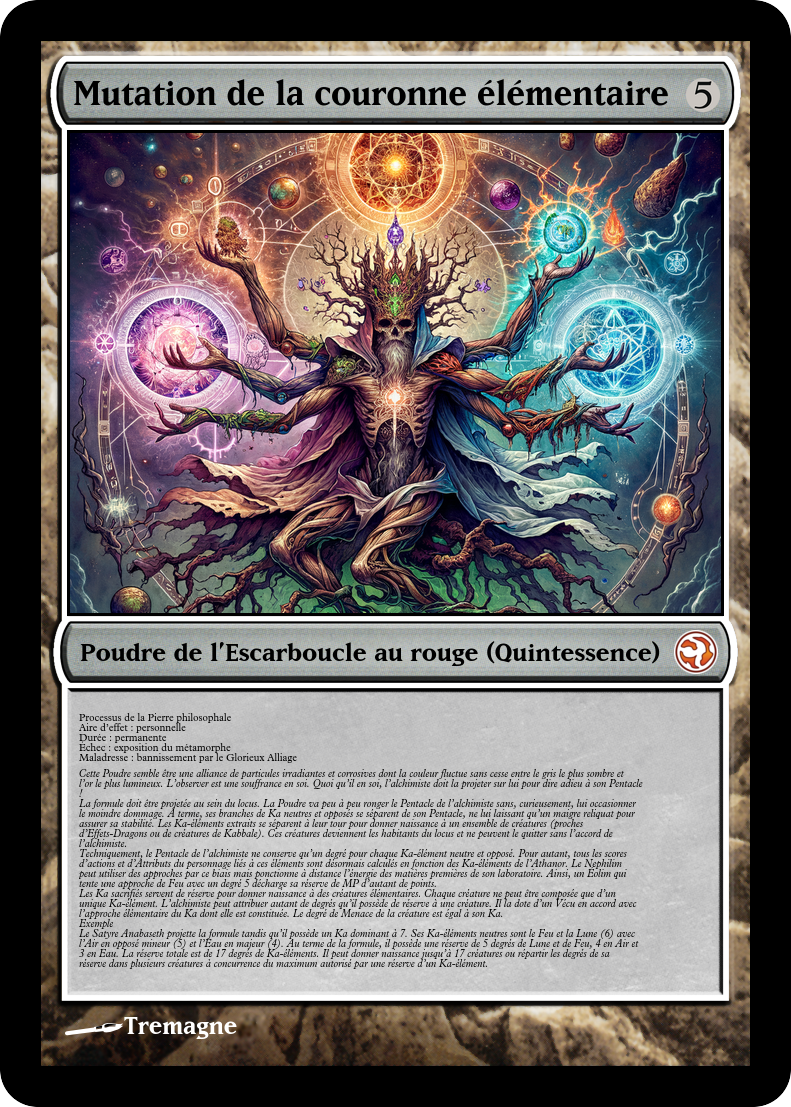 Mutation de la couronne élémentaire 5
Poudre de l'Escarboucle au rouge (Quintessence)
Processus de la Pierre philosophale
Aire d'effet : personnelle
Durée : permanente
Échec : exposition du métamorphe
Maladresse : bannissement par le Glorieux Alliage
Cette Poudre semble être une alliance de particules irradiantes et corrosives dont la couleur fluctue sans cesse entre le gris le plus sombre et
l'or le plus lumineux. L'observer est une souffrance en soi. Quoi qu'il en soi, l'alchimiste doit la projeter sur lui pour dire adieu à son Pentacle
!
La formule doit être projetée au sein du locus. La Poudre va peu à peu ronger le Pentacle de l'alchimiste sans, curieusement, lui occasionner
le moindre dommage. À terme, ses branches de Ka neutres et opposés se séparent de son Pentacle, ne lui laissant qu'un maigre reliquat pour
assurer sa stabilité. Les Ka-éléments extraits se séparent à leur tour pour donner naissance à un ensemble de créatures (proches
d'Effets-Dragons ou de créatures de Kabbale). Ces créatures deviennent les habitants du locus et ne peuvent le quitter sans l'accord de
l'alchimiste.
Techniquement, le Pentacle de l'alchimiste ne conserve qu'un degré pour chaque Ka-élément neutre et opposé. Pour autant, tous les scores
d'actions et d'Attributs du personnage liés à ces éléments sont désormais calculés en fonction des Ka-éléments de l'Athanor. Le Nephilim
peut utiliser des approches par ce biais mais ponctionne à distance l'énergie des matières premières de son laboratoire. Ainsi, un Eolim qui
tente une approche de Feu avec un degré 5 décharge sa réserve de MP d'autant de points.
Les Ka sacrifiés servent de réserve pour donner naissance à des créatures élémentaires. Chaque créature ne peut être composée que d'un
unique Ka-élément. L'alchimiste peut attribuer autant de degrés qu'il possède de réserve à une créature. Il la dote d'un Vécu en accord avec
l'approche élémentaire du Ka dont elle est constituée. Le degré de Menace de la créature est égal à son Ka.
Exemple
Le Satyre Anabaseth projette la formule tandis qu'il possède un Ka dominant à 7. Ses Ka-éléments neutres sont le Feu et la Lune (6) avec
l'Air en opposé mineur (5) et l'Eau en majeur (4). Au terme de la formule, il possède une réserve de 5 degrés de Lune et de Feu, 4 en Air et
3 en Eau. La réserve totale est de 17 degrés de Ka-éléments. Il peut donner naissance jusqu'à 17 créatures ou répartir les degrés de sa
réserve dans plusieurs créatures à concurrence du maximum autorisé par une réserve d'un Ka-élément.
Tremagne